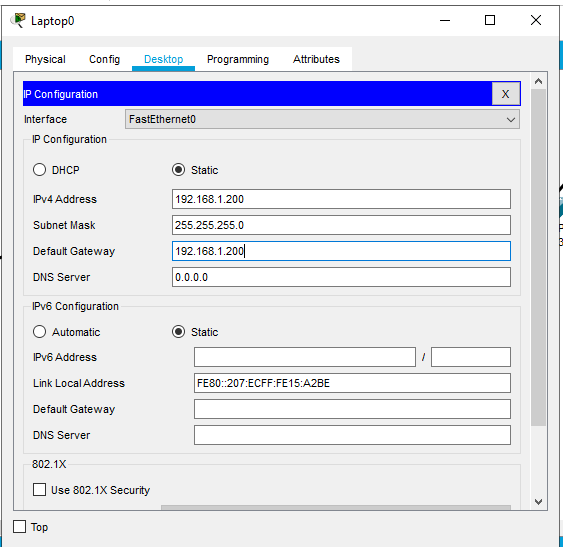 Laptop0
Physical Config Desktop Programming Attributes
IP Configuration X
Interface FastEthernet0
IP Configuration
DHCP Static
IPv4 Address 192.168.1.200
Subnet Mask 255.255.255.0
Default Gateway 192.168.1.200
DNS Server 0.0.0.0
IPv6 Configuration
Automatic Static
IPv6 Address /
Link Local Address FE80::207:ECFF:FE15:A2BE
Default Gateway
DNS Server
802.1X
Use 802.1X Security
Top